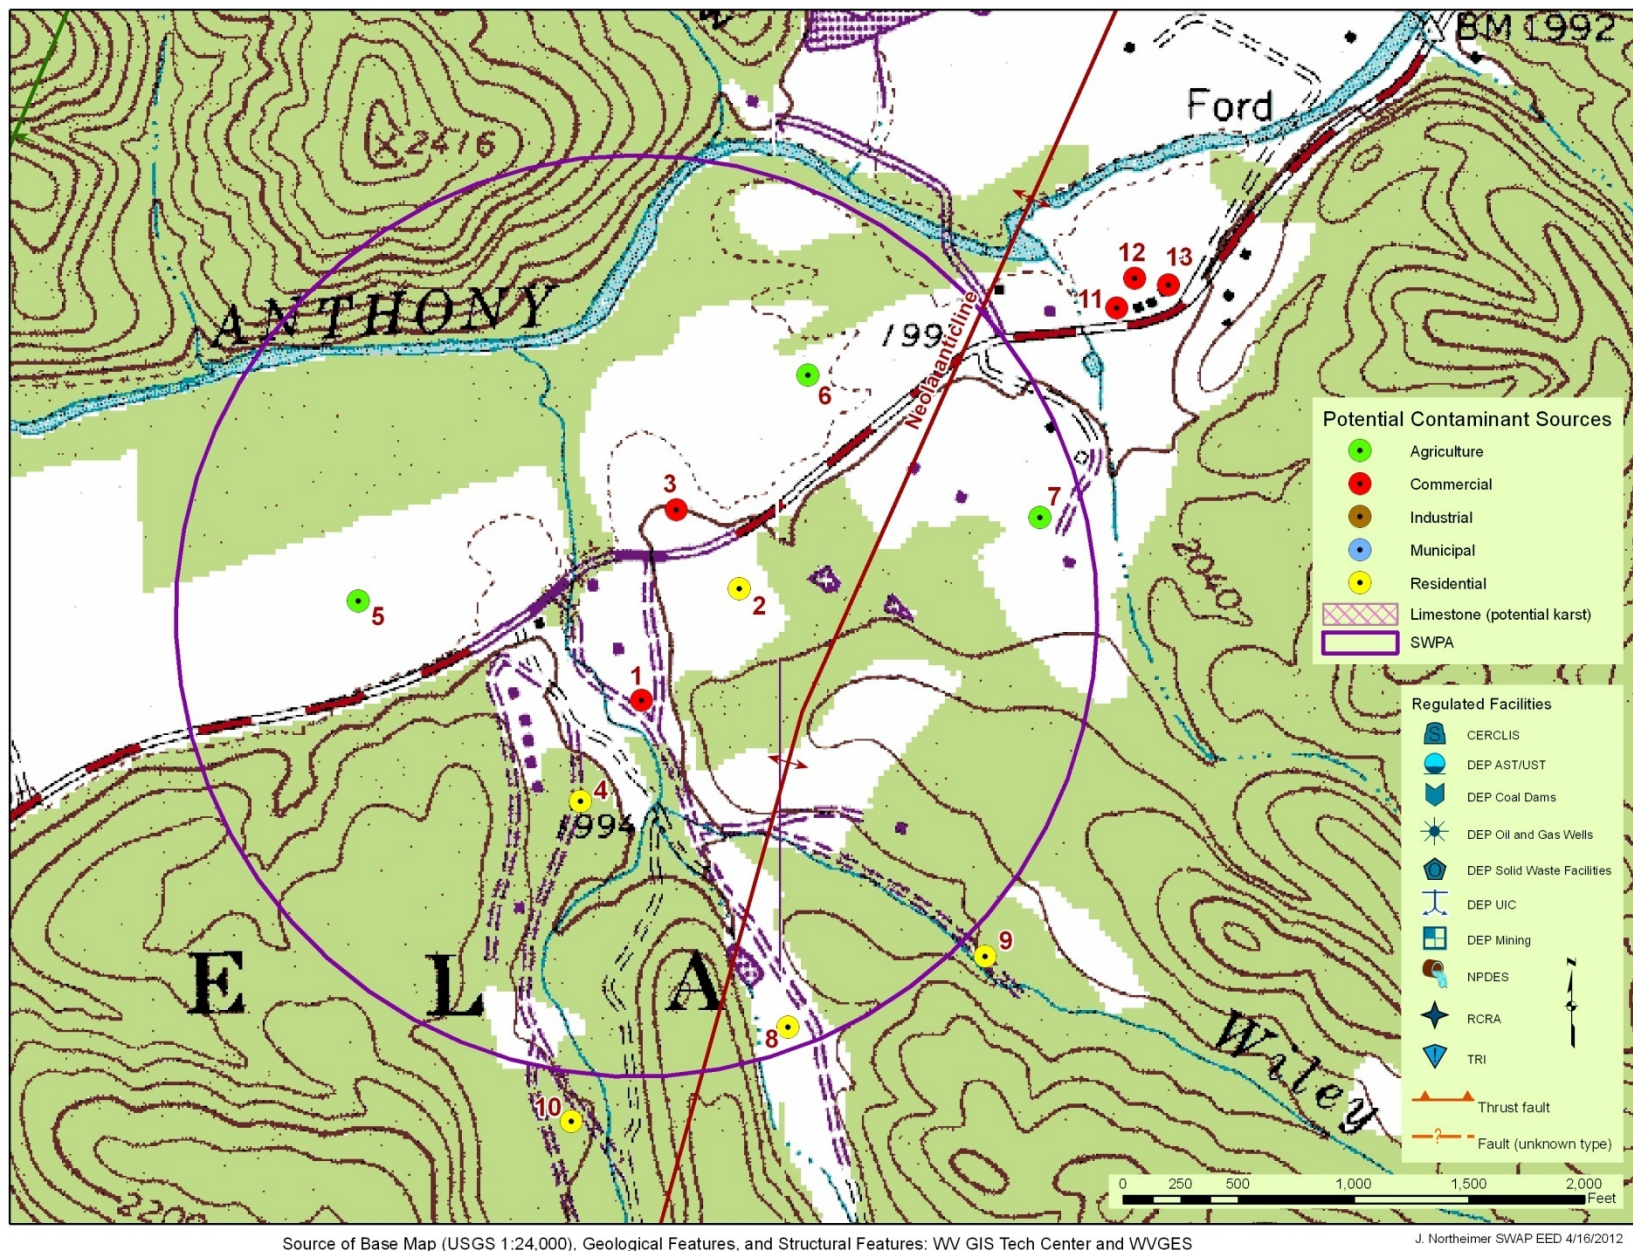 BM 1992
Ford
×2476
ANTHONY
12
13
11
199
Neola anticline
6
3
7
2
5
1
4
1994
2040
9
E L A
8
10
Wiley
Potential Contaminant Sources
Agriculture
Commercial
Industrial
Municipal
Residential
Limestone (potential karst)
SWPA
Regulated Facilities
S CERCLIS
DEP AST/UST
DEP Coal Dams
DEP Oil and Gas Wells
DEP Solid Waste Facilities
DEP UIC
DEP Mining
NPDES
RCRA
! TRI
Thrust fault
? Fault (unknown type)
N
0 250 500 1,000 1,500 2,000
Feet
Source of Base Map (USGS 1:24,000), Geological Features, and Structural Features: WV GIS Tech Center and WVGES
J. Northeimer SWAP EED 4/16/2012